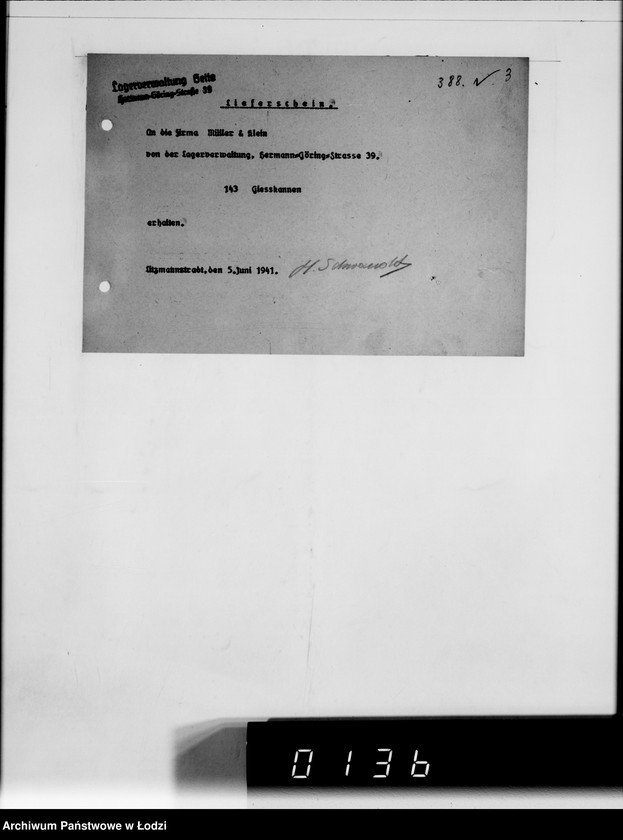 Lagerverwaltung Getto
Hermann-Göring-Straße 39
388. 3
Lieferschein.
An die Firma Müller & Klein
von der Lagerverwaltung, Hermann-Göring-Strasse 39.
143 Giesskannen
erhalten.
Litzmannstadt, den 5. Juni 1941.
0136
Archiwum Państwowe w Łodzi